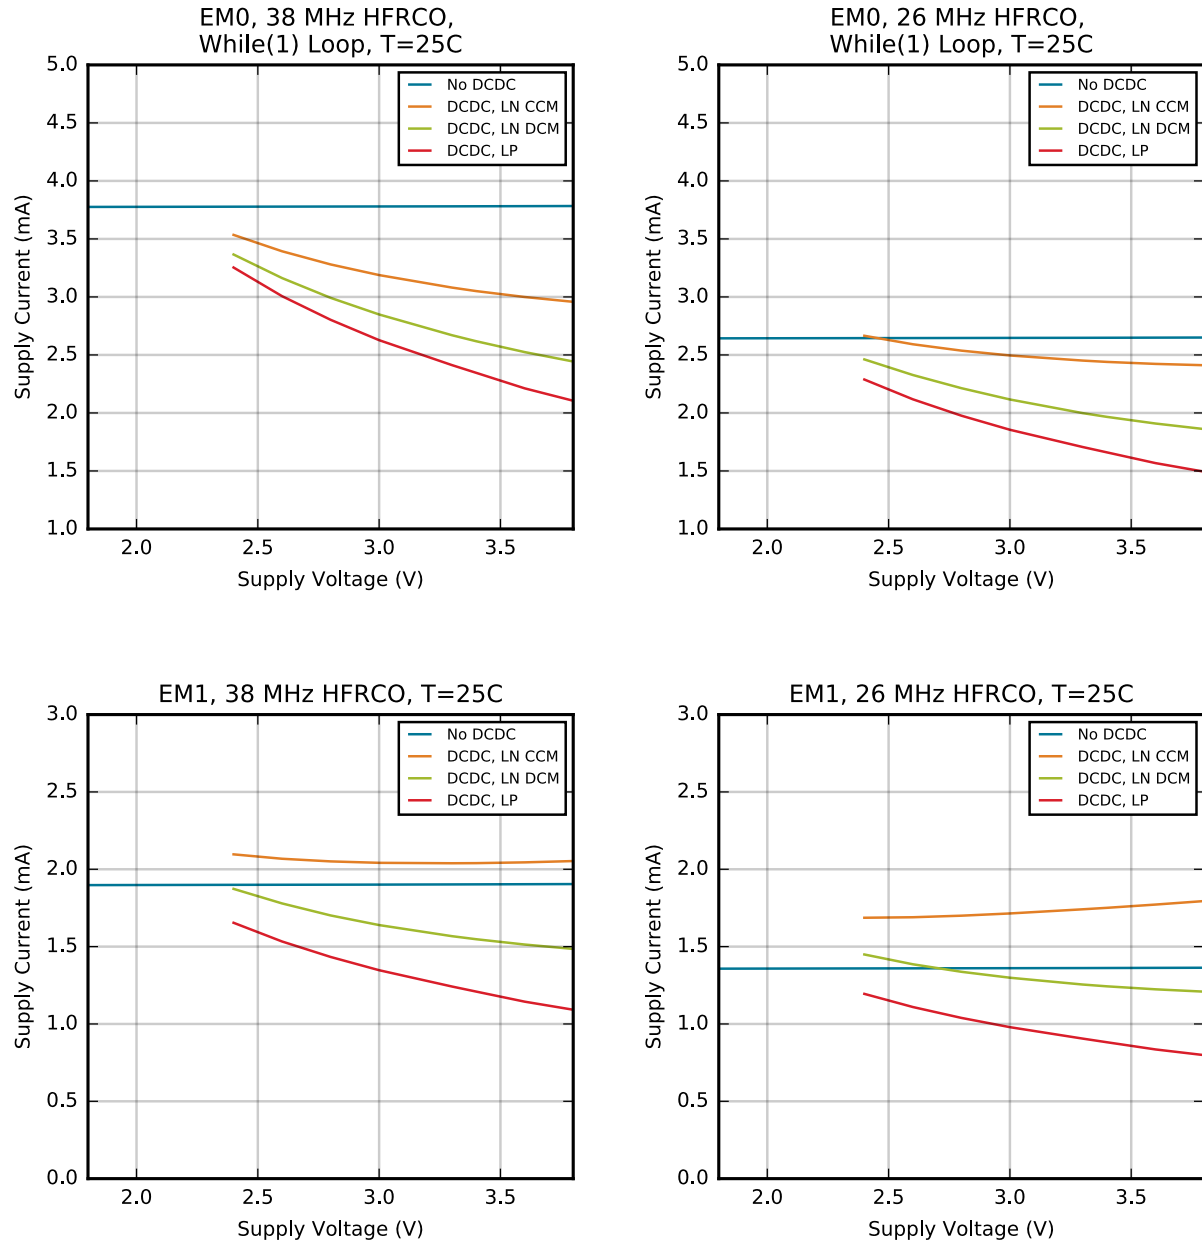 EM0, 38 MHz HFRCO,
While(1) Loop, T=25C
5.0
4.5
4.0
3.5
3.0
2.5
2.0
1.5
1.0
Supply Current (mA)
No DCDC
DCDC, LN CCM
DCDC, LN DCM
DCDC, LP
2.0 2.5 3.0 3.5
Supply Voltage (V)
EM0, 26 MHz HFRCO,
While(1) Loop, T=25C
5.0
4.5
4.0
3.5
3.0
2.5
2.0
1.5
1.0
Supply Current (mA)
No DCDC
DCDC, LN CCM
DCDC, LN DCM
DCDC, LP
2.0 2.5 3.0 3.5
Supply Voltage (V)
EM1, 38 MHz HFRCO, T=25C
3.0
2.5
2.0
1.5
1.0
0.5
0.0
Supply Current (mA)
No DCDC
DCDC, LN CCM
DCDC, LN DCM
DCDC, LP
2.0 2.5 3.0 3.5
Supply Voltage (V)
EM1, 26 MHz HFRCO, T=25C
3.0
2.5
2.0
1.5
1.0
0.5
0.0
Supply Current (mA)
No DCDC
DCDC, LN CCM
DCDC, LN DCM
DCDC, LP
2.0 2.5 3.0 3.5
Supply Voltage (V)